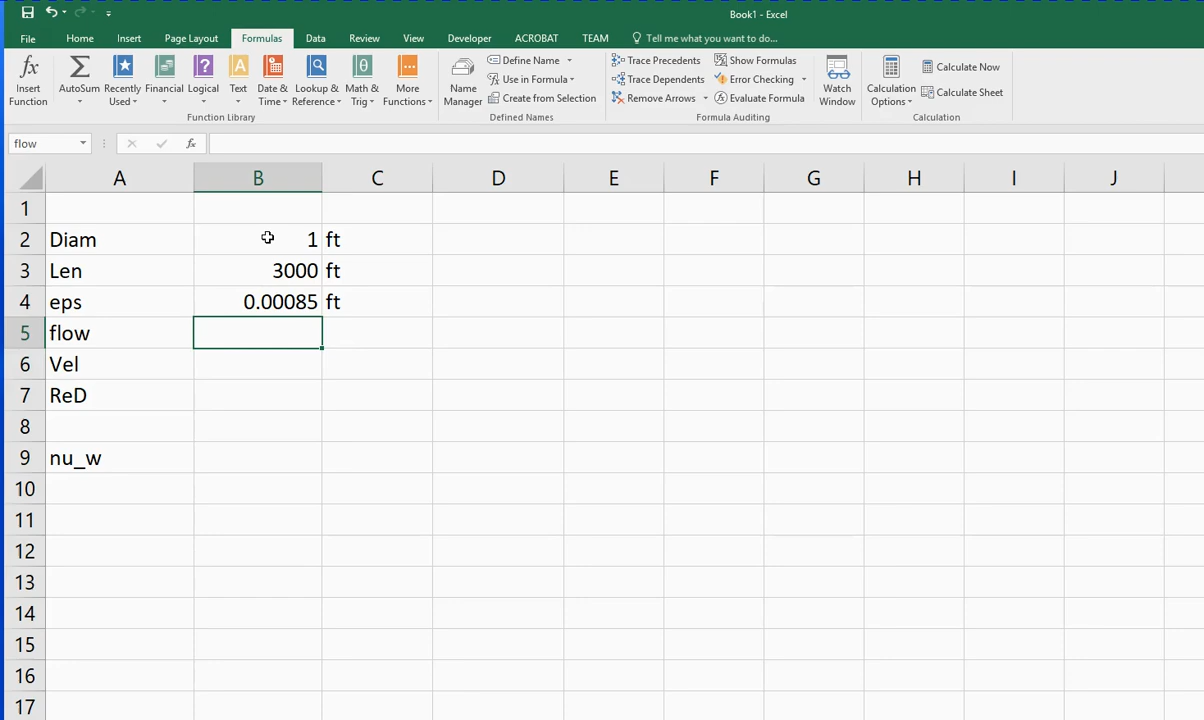 Book1 - Excel
File Home Insert Page Layout Formulas Data Review View Developer ACROBAT TEAM Tell me what you want to do...
fx Σ ? A θ
Insert Function
AutoSum
Recently Used
Financial
Logical
Text
Date & Time
Lookup & Reference
Math & Trig
More Functions
Function Library
Name Manager
Define Name
Use in Formula
Create from Selection
Defined Names
Trace Precedents
Trace Dependents
Remove Arrows
Show Formulas
Error Checking
Evaluate Formula
Formula Auditing
Watch Window
Calculation Options
Calculate Now
Calculate Sheet
Calculation
flow fx
A B C D E F G H I J
1
2 Diam 1 ft
3 Len 3000 ft
4 eps 0.00085 ft
5 flow
6 Vel
7 ReD
8
9 nu_w
10
11
12
13
14
15
16
17